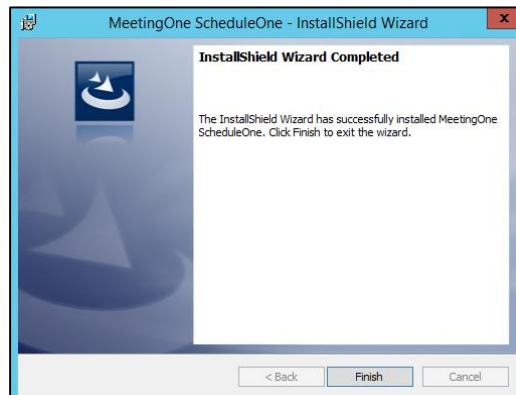 MeetingOne ScheduleOne - InstallShield Wizard
x
InstallShield Wizard Completed
The InstallShield Wizard has successfully installed MeetingOne
ScheduleOne. Click Finish to exit the wizard.
< Back Finish Cancel